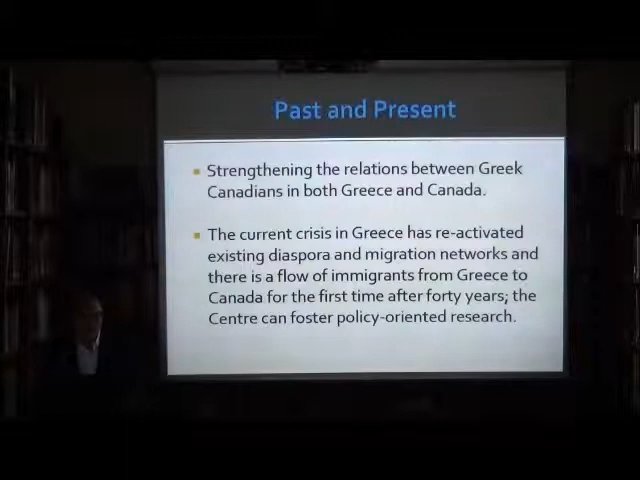 Past and Present
Strengthening the relations between Greek
Canadians in both Greece and Canada.
The current crisis in Greece has re-activated
existing diaspora and migration networks and
there is a flow of immigrants from Greece to
Canada for the first time after forty years; the
Centre can foster policy-oriented research.